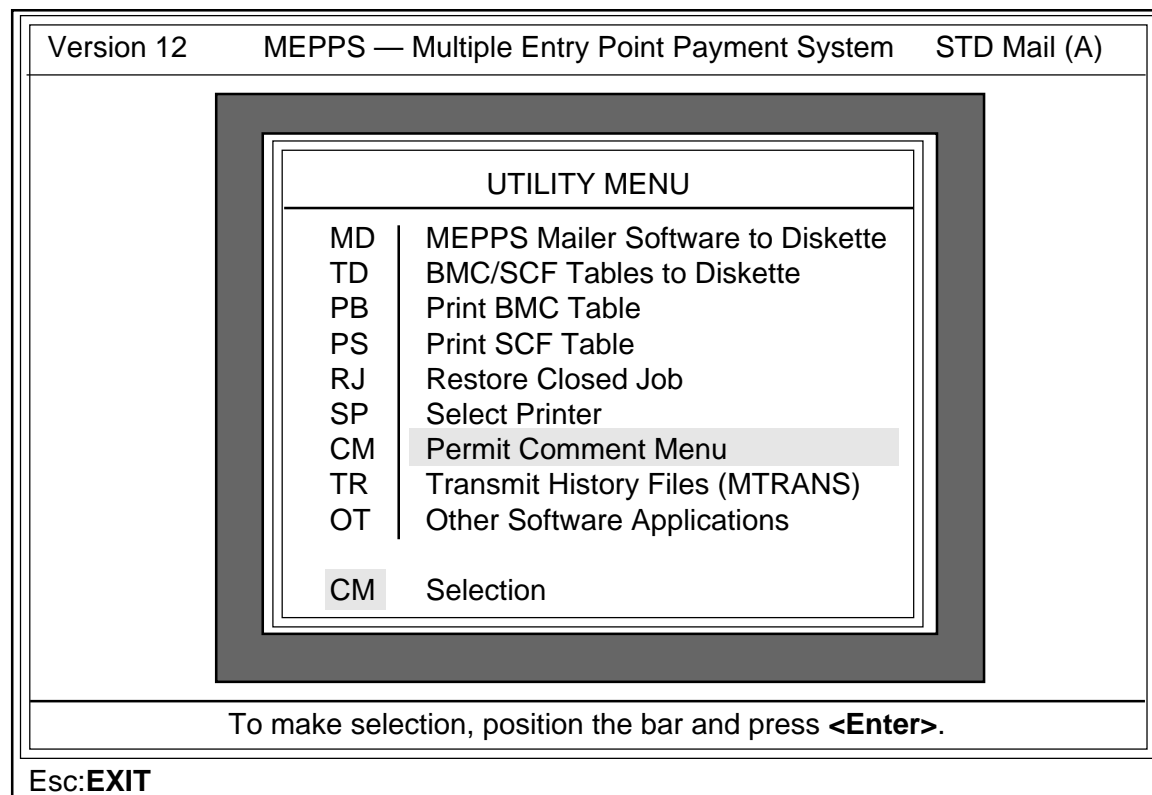 Version 12 MEPPS — Multiple Entry Point Payment System STD Mail (A)
UTILITY MENU
MD MEPPS Mailer Software to Diskette
TD BMC/SCF Tables to Diskette
PB Print BMC Table
PS Print SCF Table
RJ Restore Closed Job
SP Select Printer
CM Permit Comment Menu
TR Transmit History Files (MTRANS)
OT Other Software Applications
CM Selection
To make selection, position the bar and press <Enter>.
Esc:EXIT